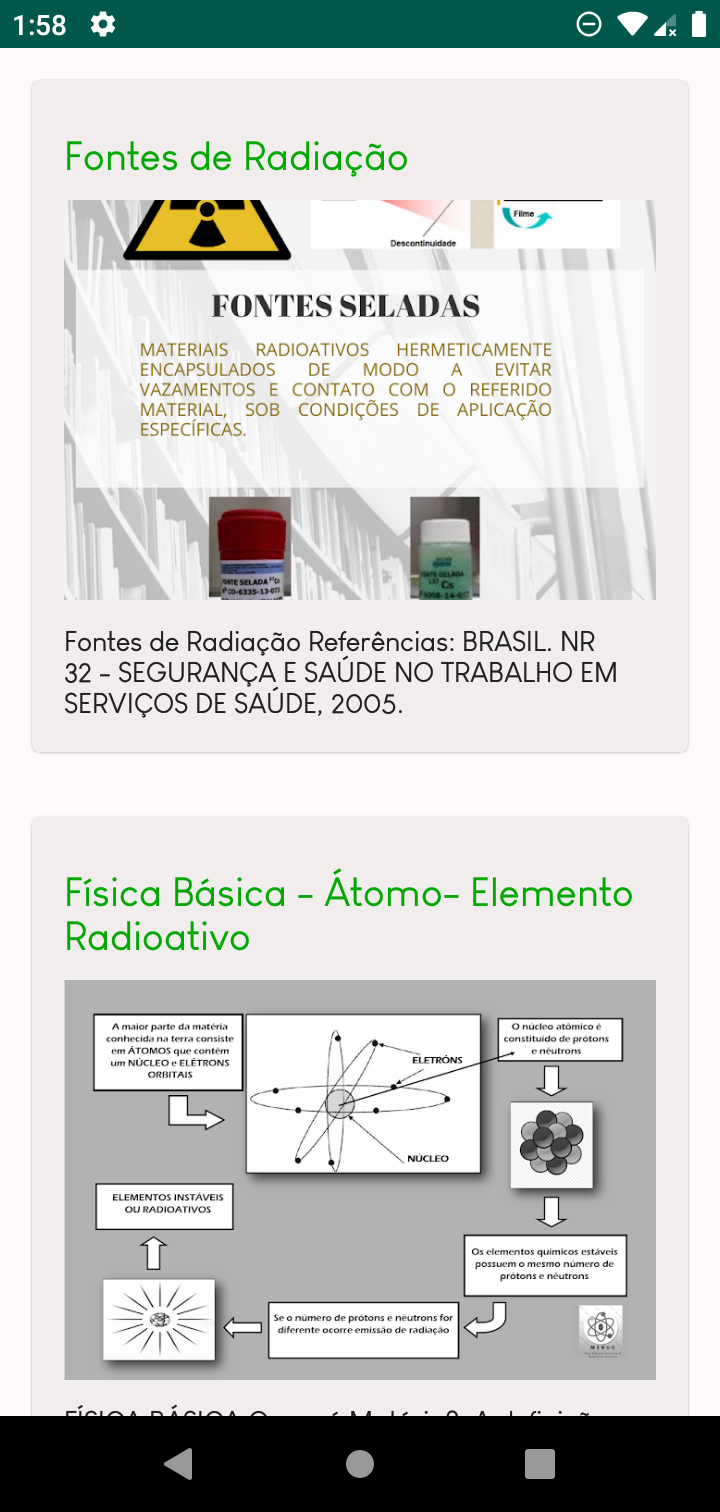 1:58
Fontes de Radiação
Filme
Descontinuidade
FONTES SELADAS
MATERIAIS RADIOATIVOS HERMETICAMENTE
ENCAPSULADOS DE MODO A EVITAR
VAZAMENTOS E CONTATO COM O REFERIDO
MATERIAL, SOB CONDIÇÕES DE APLICAÇÃO
ESPECÍFICAS.
FONTE SELADA
FONTE SELADA
Cs
Fontes de Radiação Referências: BRASIL. NR
32 - SEGURANÇA E SAÚDE NO TRABALHO EM
SERVIÇOS DE SAÚDE, 2005.
Física Básica - Átomo- Elemento
Radioativo
A maior parte da matéria
conhecida na terra consiste
em ÁTOMOS que contém
um NÚCLEO e ELÉTRONS
ORBITAIS
ELETRÓNS
NÚCLEO
O núcleo atômico é
constituído de prótons
e nêutrons
ELEMENTOS INSTÁVEIS
OU RADIOATIVOS
Os elementos químicos estáveis
possuem o mesmo número de
prótons e nêutrons
Se o número de prótons e nêutrons for
diferente ocorre emissão de radiação